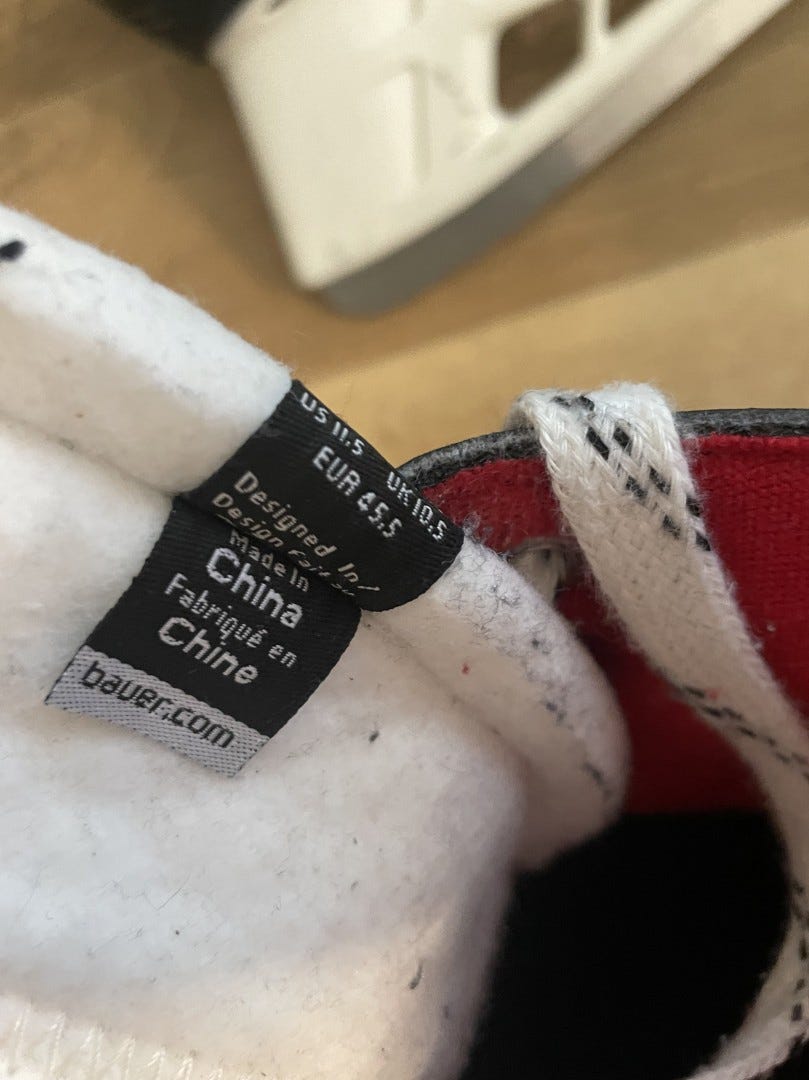 US 11.5 UK 10.5
EUR 45.5
Designed In
Design
Made in
China
Fabriqué en
Chine
bauer.com